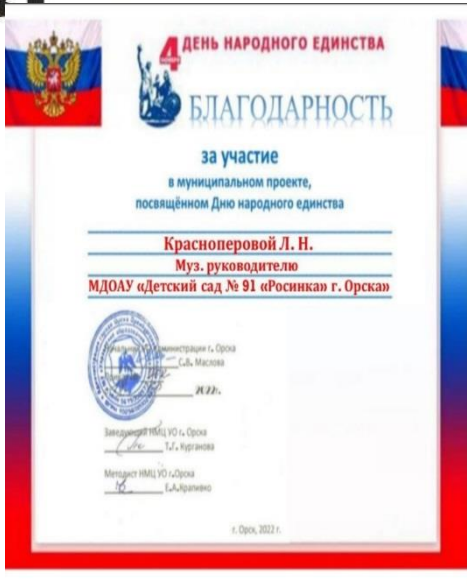 4 ДЕНЬ НАРОДНОГО ЕДИНСТВА
НОЯБРЯ
БЛАГОДАРНОСТЬ
за участие
в муниципальном проекте,
посвящённом Дню народного единства
Красноперовой Л. Н.
Муз. руководителю
МДОАУ «Детский сад № 91 «Росинка» г. Орска»
администрации г. Орска
С.В. Маслова
2022г.
Заведующий НМЦ УО г. Орска
Т.Г. Курганова
Методист НМЦ УО г.Орска
Е.А.Крапивко
г. Орск, 2022 г.